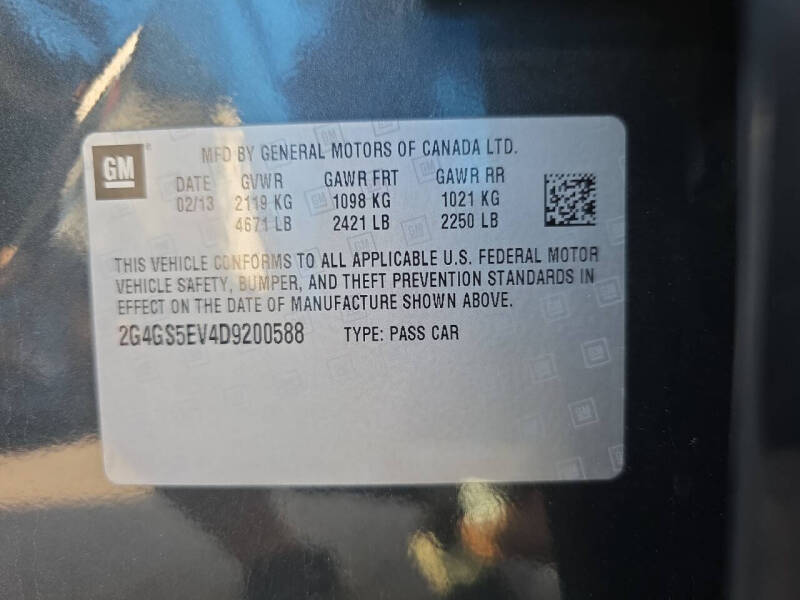 GM
MFD BY GENERAL MOTORS OF CANADA LTD.
DATE GVWR GAWR FRT GAWR RR
02/13 2119 KG 1098 KG 1021 KG
4671 LB 2421 LB 2250 LB
THIS VEHICLE CONFORMS TO ALL APPLICABLE U.S. FEDERAL MOTOR
VEHICLE SAFETY, BUMPER, AND THEFT PREVENTION STANDARDS IN
EFFECT ON THE DATE OF MANUFACTURE SHOWN ABOVE.
2G4GS5EV4D9200588 TYPE: PASS CAR